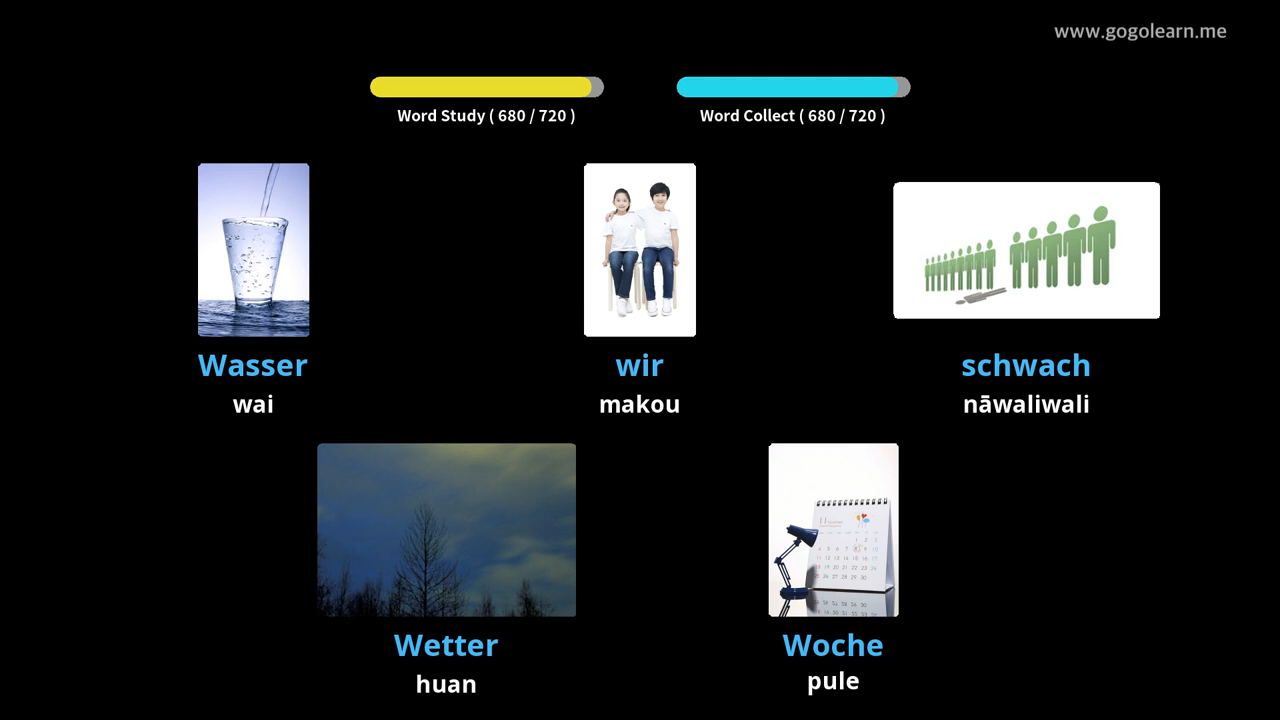 www.gogolearn.me
Word Study ( 680 / 720 )
Word Collect ( 680 / 720 )
Wasser
wai
wir
makou
schwach
nāwaliwali
Wetter
huan
Woche
pule